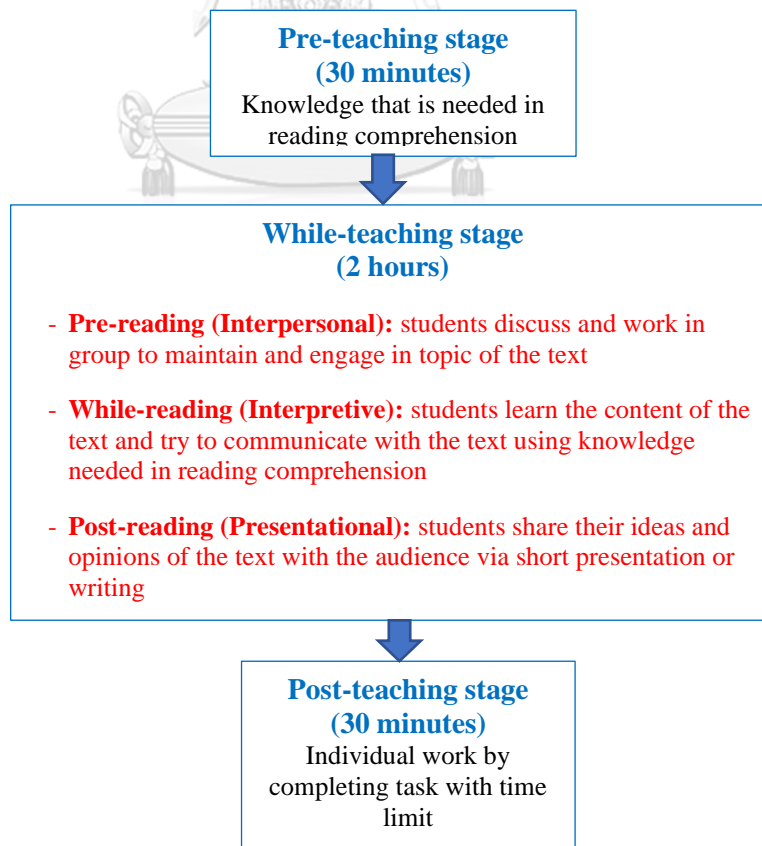 Pre-teaching stage
(30 minutes)
Knowledge that is needed in
reading comprehension
While-teaching stage
(2 hours)
- Pre-reading (Interpersonal): students discuss and work in
group to maintain and engage in topic of the text
- While-reading (Interpretive): students learn the content of the
text and try to communicate with the text using knowledge
needed in reading comprehension
- Post-reading (Presentational): students share their ideas and
opinions of the text with the audience via short presentation or
writing
Post-teaching stage
(30 minutes)
Individual work by
completing task with time
limit